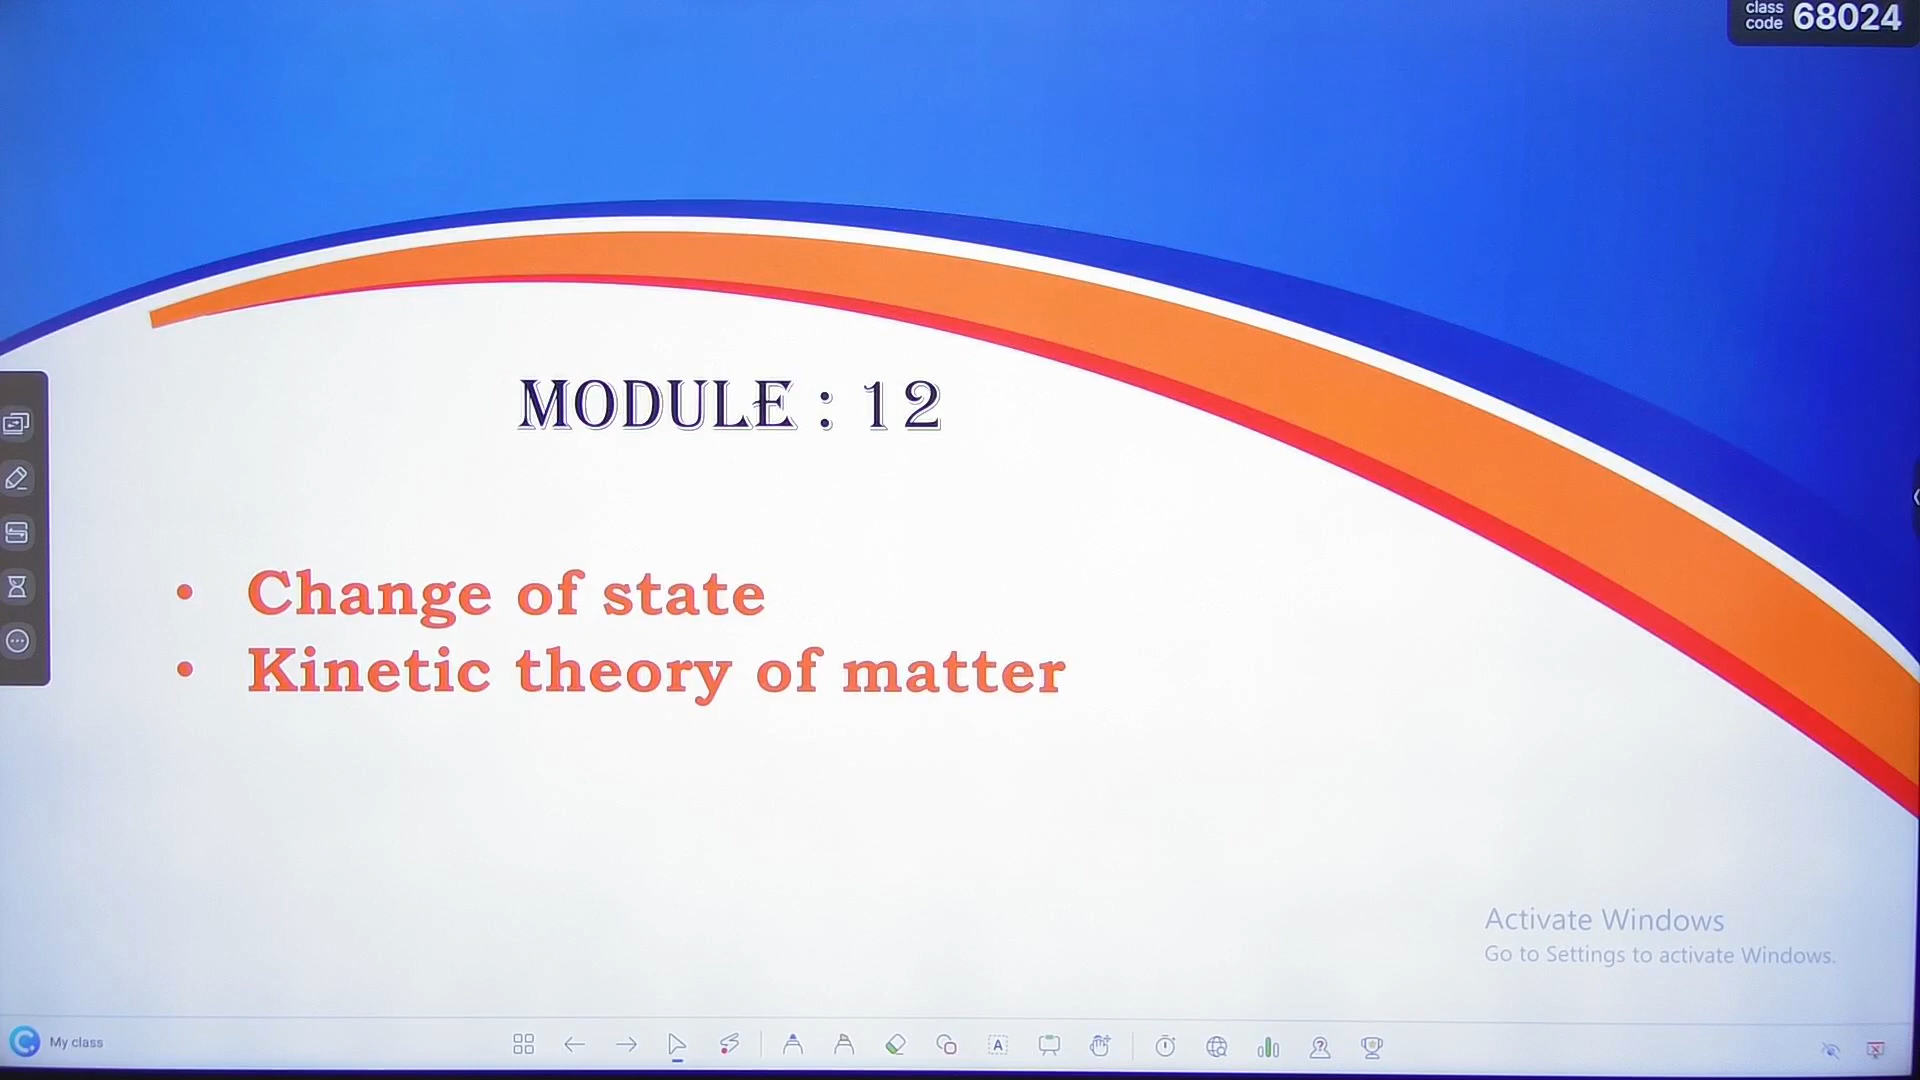 class
code 68024
MODULE : 12
• Change of state
• Kinetic theory of matter
Activate Windows
Go to Settings to activate Windows.
My class